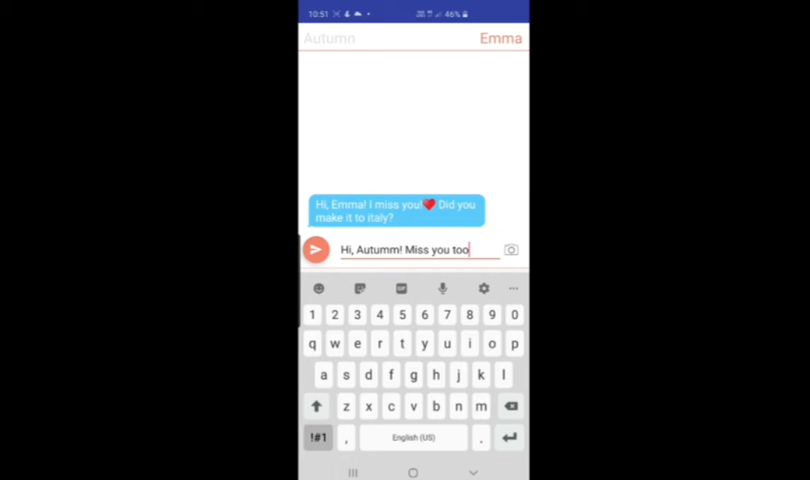 10:51 46%
Autumn Emma
Hi, Emma! I miss you!❤ Did you
make it to italy?
Hi, Autumm! Miss you too
GIF
1 2 3 4 5 6 7 8 9 0
q w e r t y u i o p
a s d f g h j k l
z x c v b n m
!#1 , English (US) .